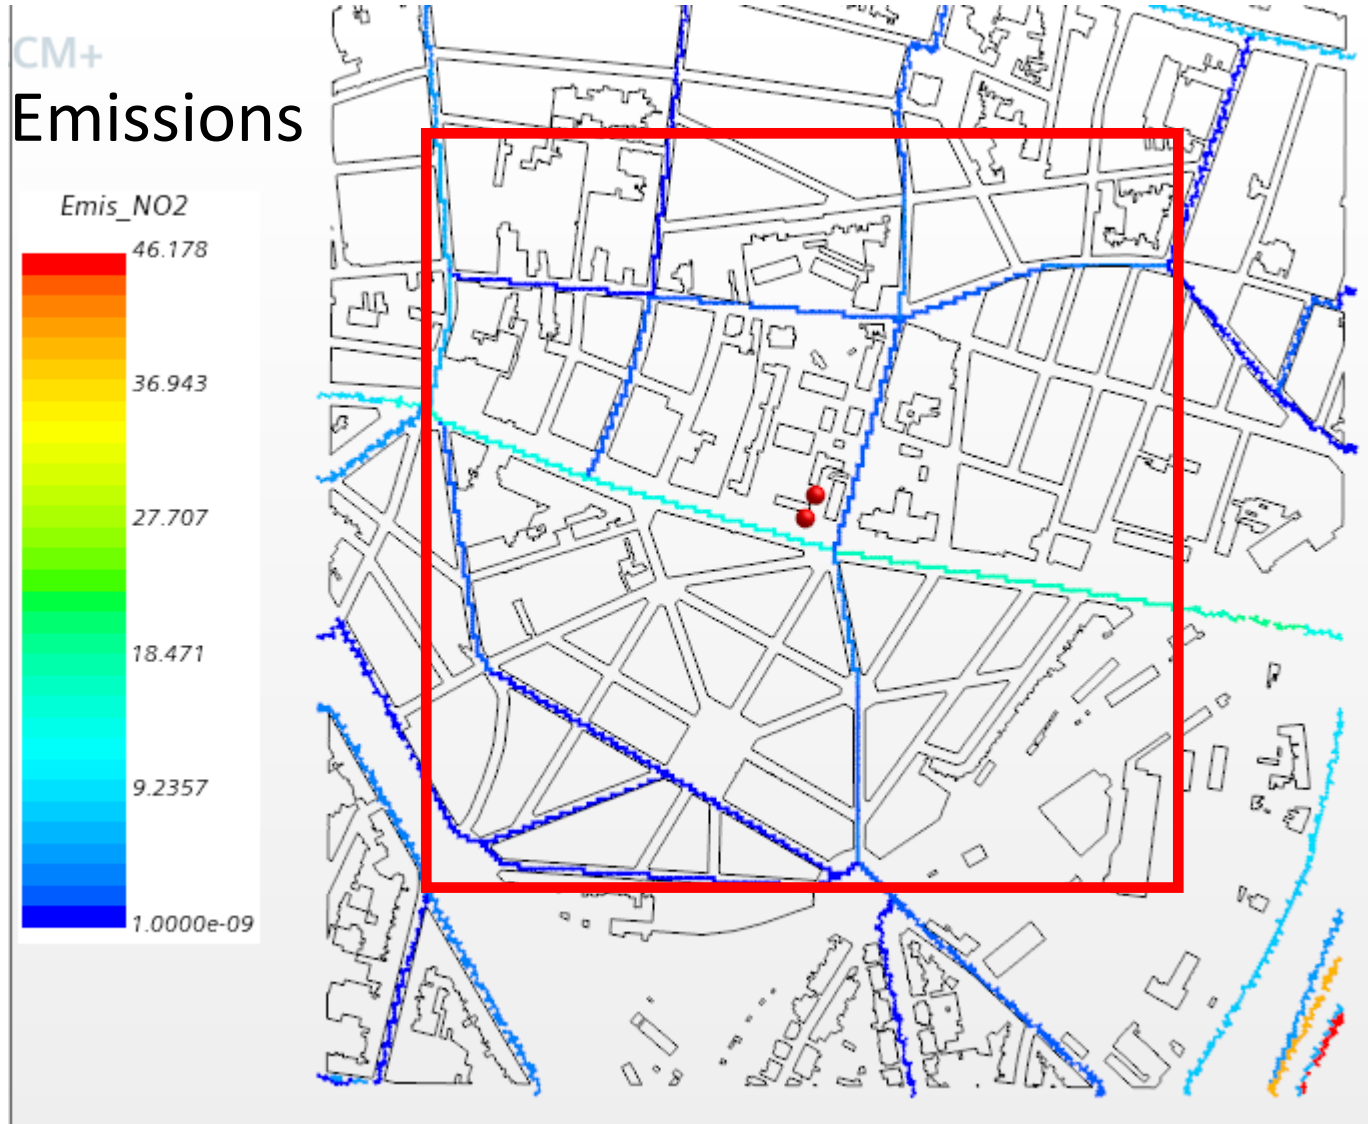 CM+
Emissions
Emis_NO2
46.178
36.943
27.707
18.471
9.2357
1.0000e-09